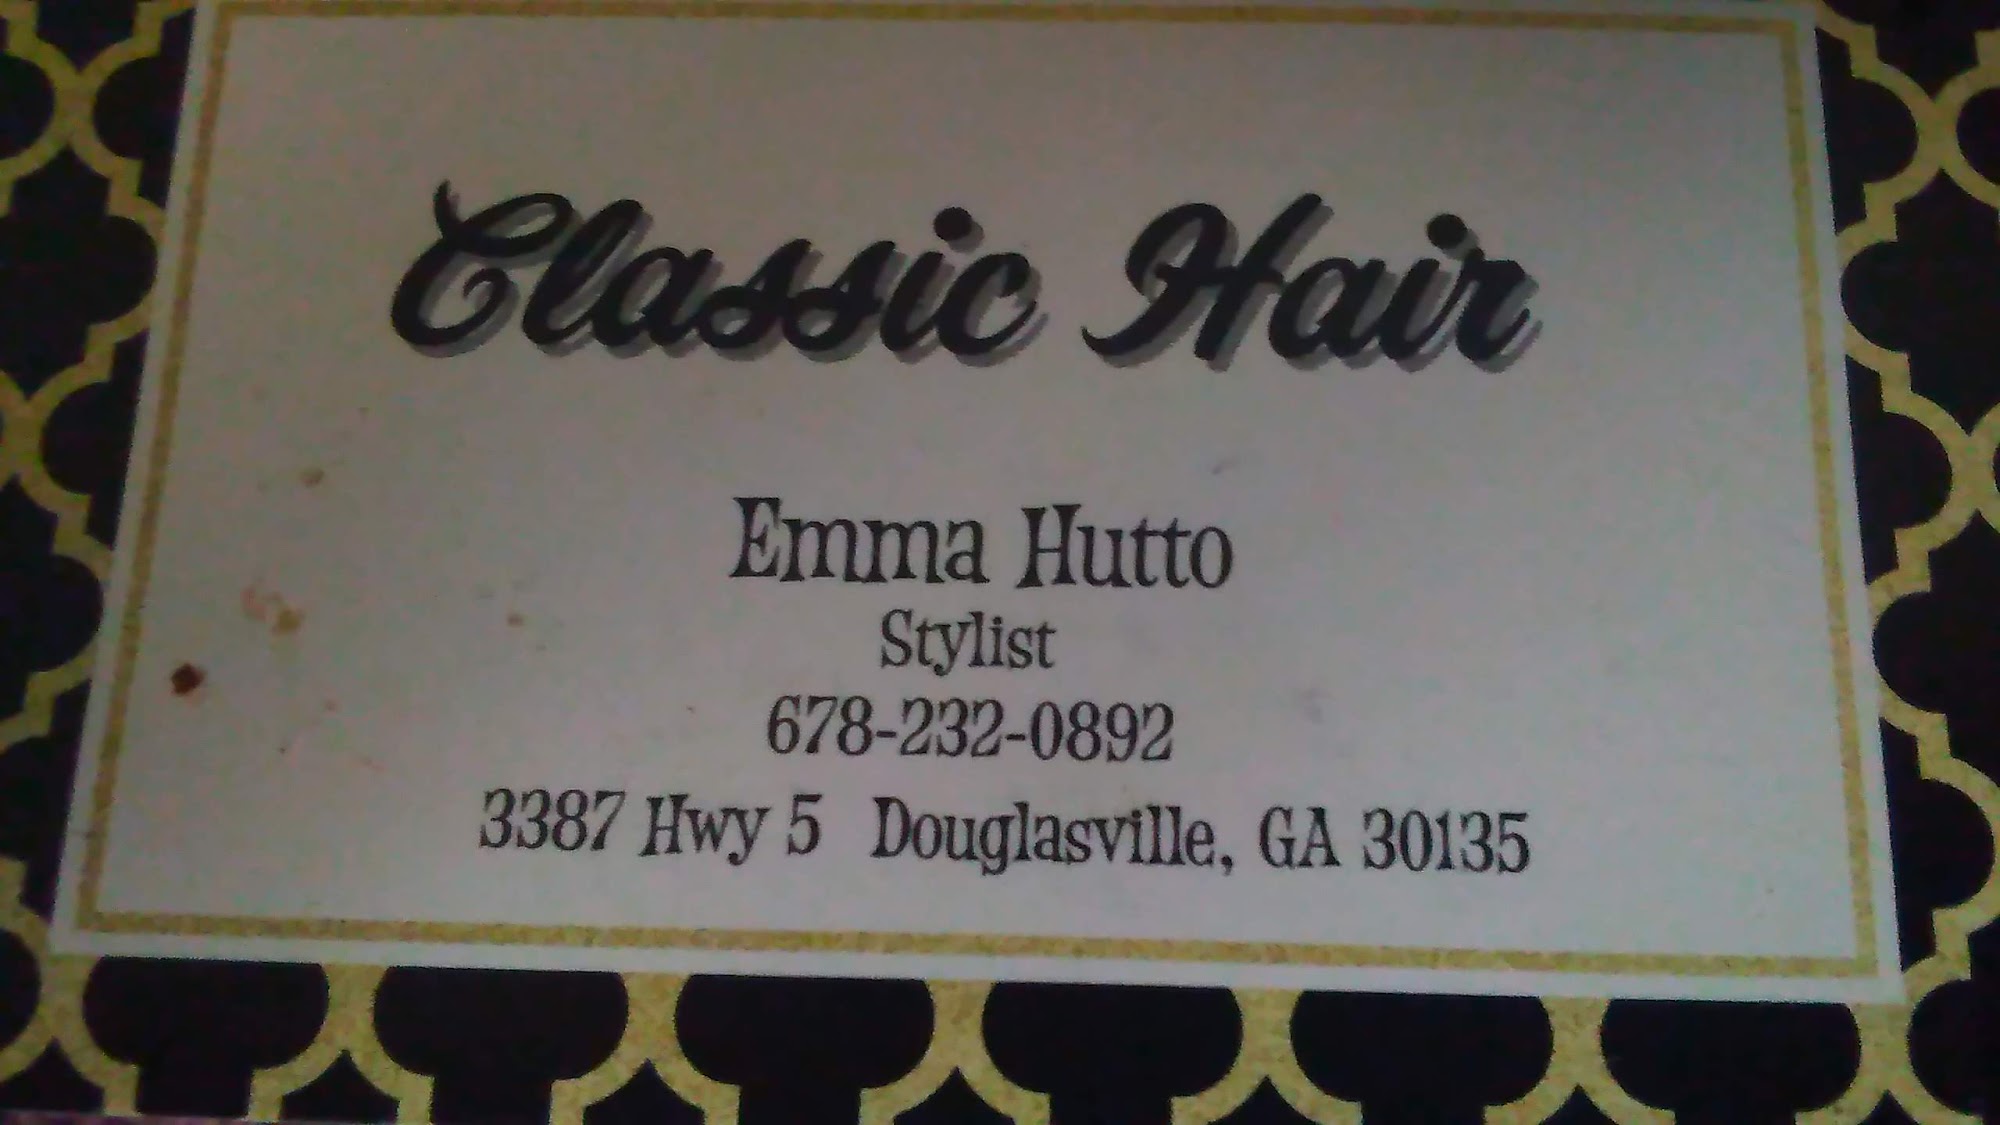 Classic Hair
Emma Hutto
Stylist
678-232-0892
3387 Hwy 5 Douglasville, GA 30135